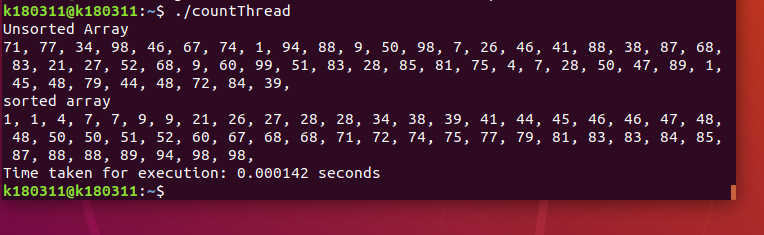 k180311@k180311:~$ ./countThread
Unsorted Array
71, 77, 34, 98, 46, 67, 74, 1, 94, 88, 9, 50, 98, 7, 26, 46, 41, 88, 38, 87, 68,
83, 21, 27, 52, 68, 9, 60, 99, 51, 83, 28, 85, 81, 75, 4, 7, 28, 50, 47, 89, 1,
45, 48, 79, 44, 48, 72, 84, 39,
sorted array
1, 1, 4, 7, 7, 9, 9, 21, 26, 27, 28, 28, 34, 38, 39, 41, 44, 45, 46, 46, 47, 48,
48, 50, 50, 51, 52, 60, 67, 68, 68, 71, 72, 74, 75, 77, 79, 81, 83, 83, 84, 85,
87, 88, 88, 89, 94, 98, 98,
Time taken for execution: 0.000142 seconds
k180311@k180311:~$